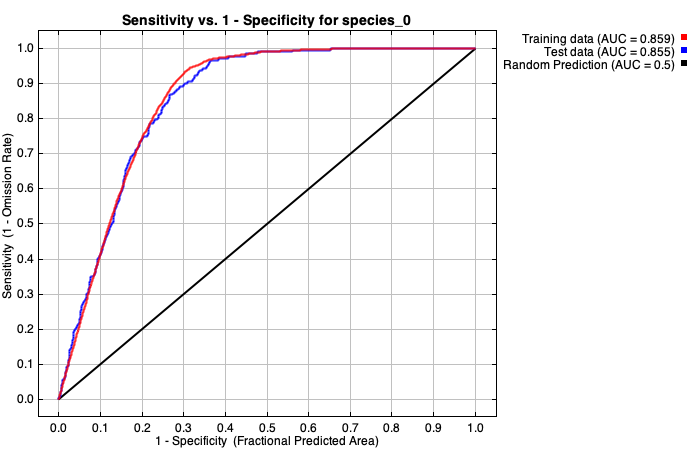 Sensitivity vs. 1 - Specificity for species_0
Training data (AUC = 0.859)
Test data (AUC = 0.855)
Random Prediction (AUC = 0.5)
Sensitivity (1 - Omission Rate)
1.0
0.9
0.8
0.7
0.6
0.5
0.4
0.3
0.2
0.1
0.0
0.0 0.1 0.2 0.3 0.4 0.5 0.6 0.7 0.8 0.9 1.0
1 - Specificity (Fractional Predicted Area)